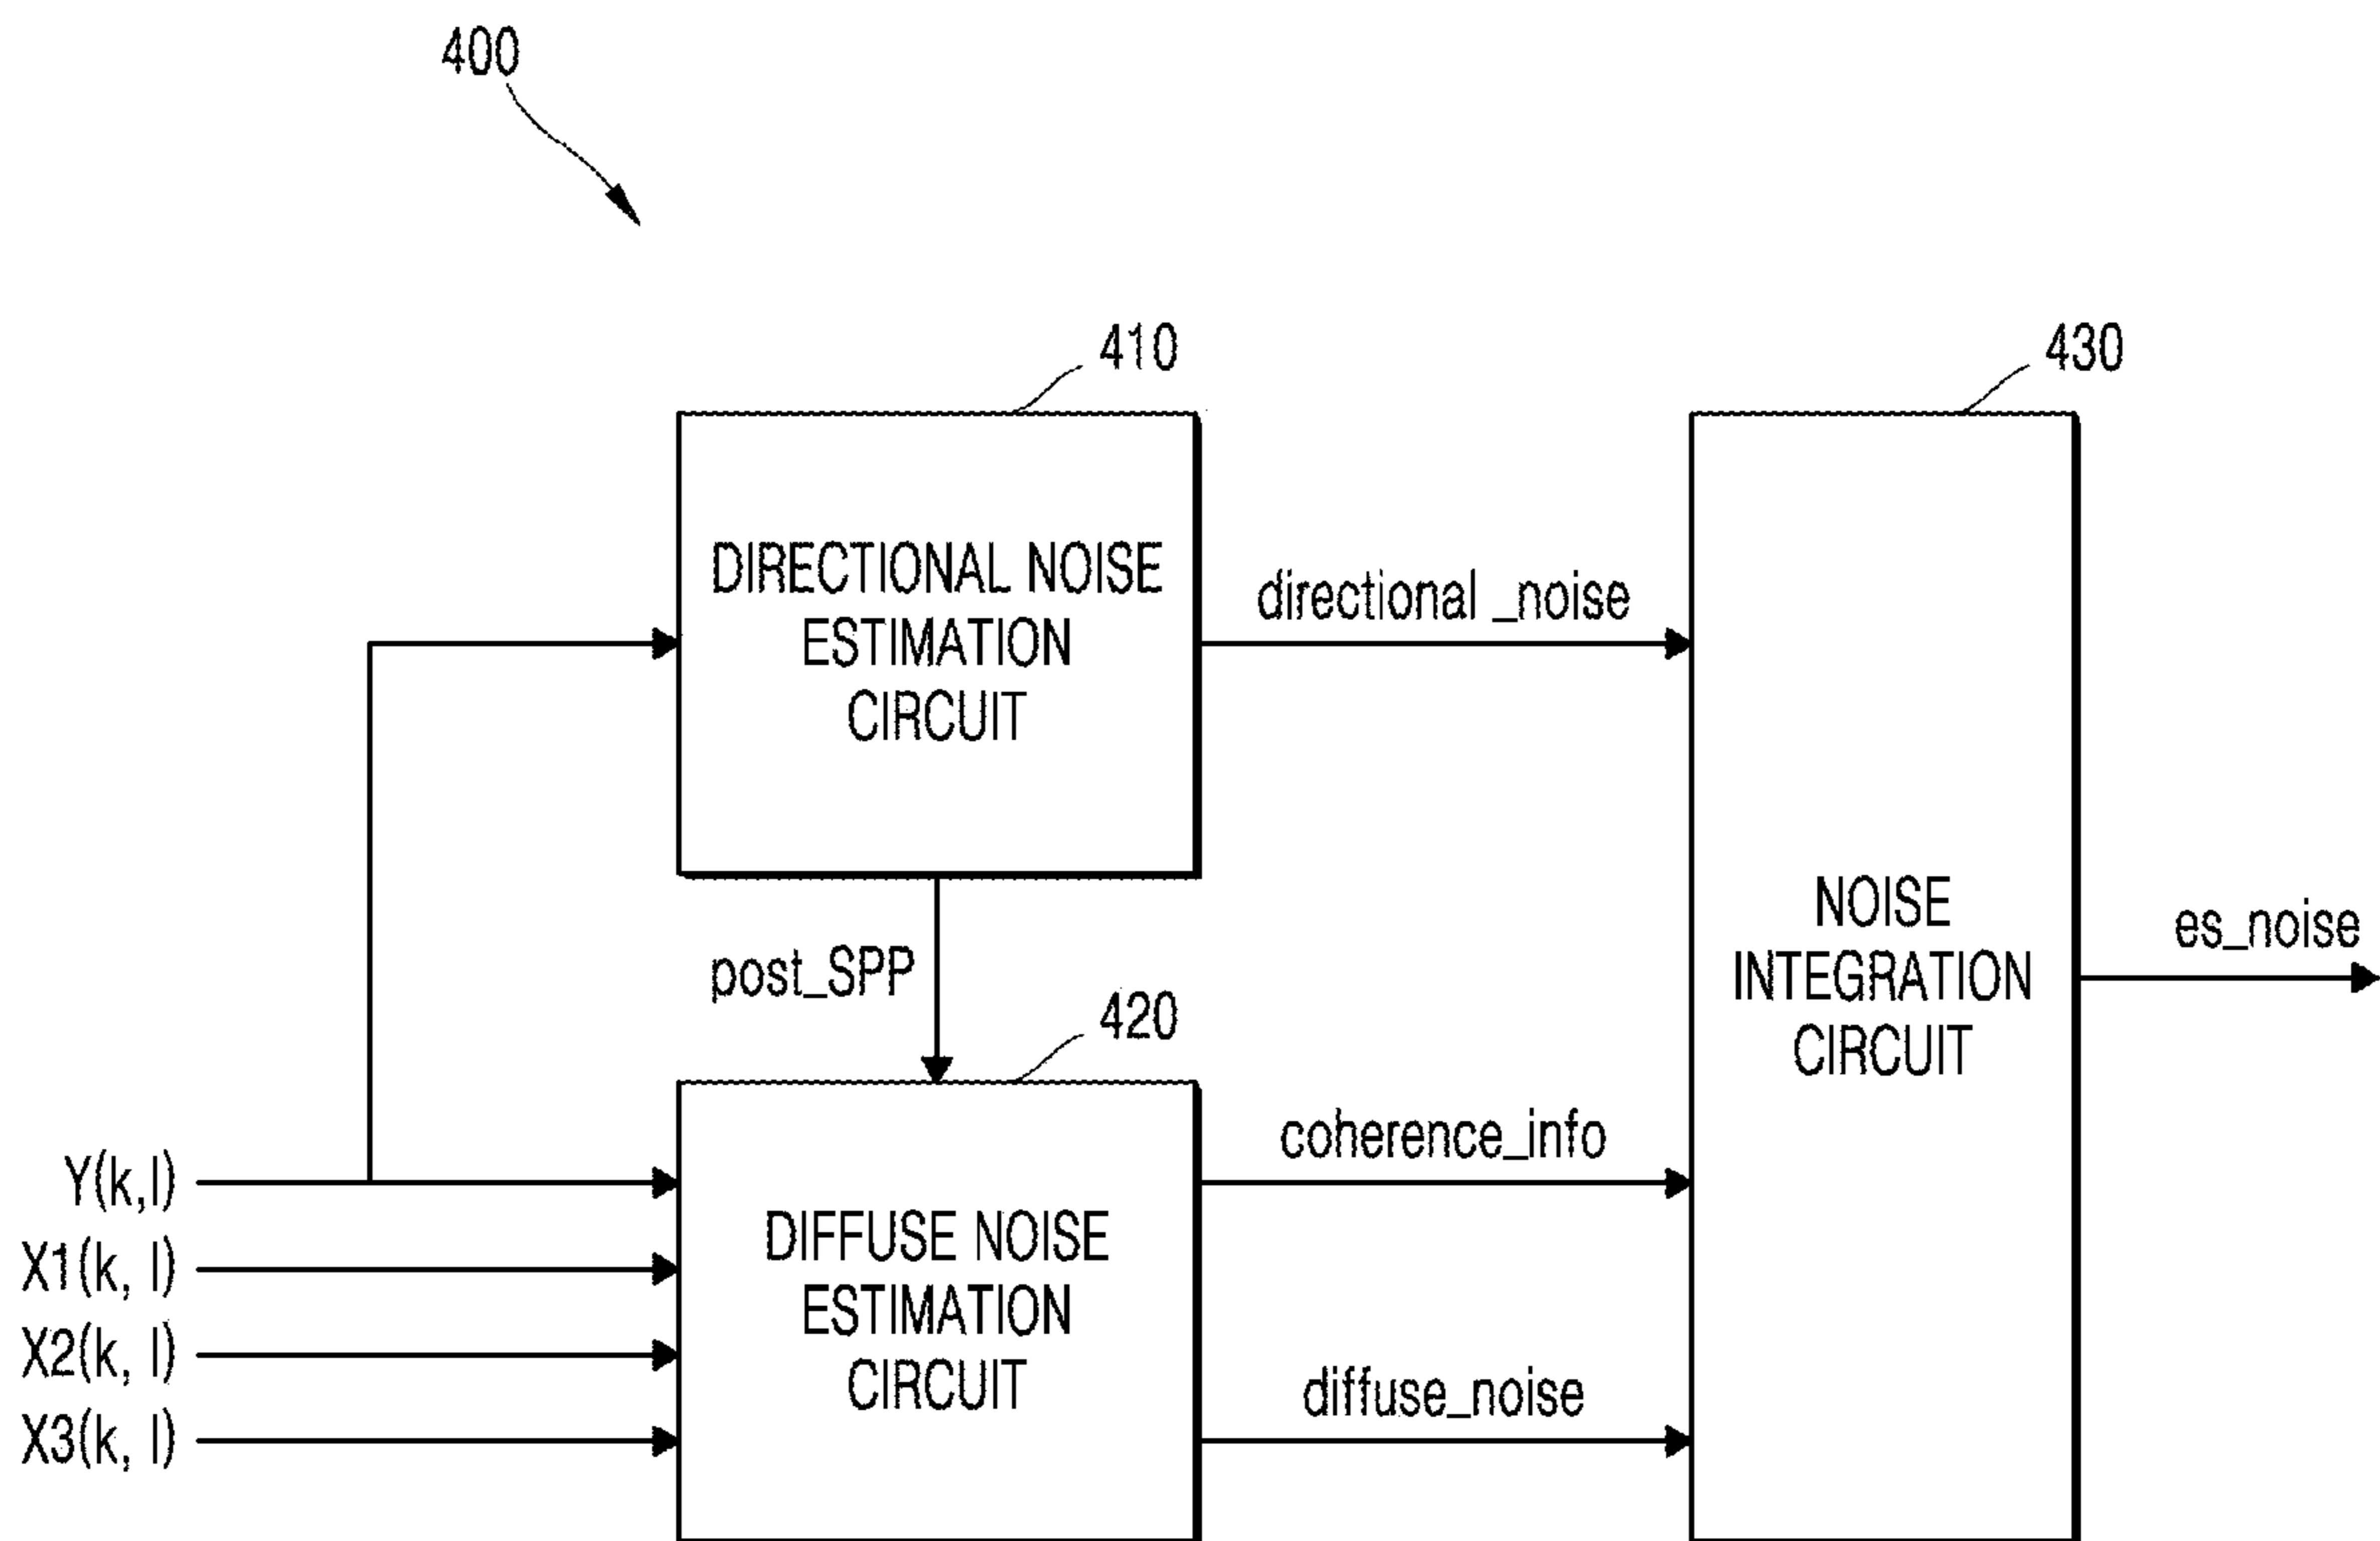 400
410
430
DIRECTIONAL NOISE
ESTIMATION
CIRCUIT
directional _noise
post_SPP
420
NOISE
INTEGRATION
CIRCUIT
es_noise
Y(k,l)
X1(k, l)
X2(k, l)
X3(k, l)
DIFFUSE NOISE
ESTIMATION
CIRCUIT
coherence_info
diffuse_noise